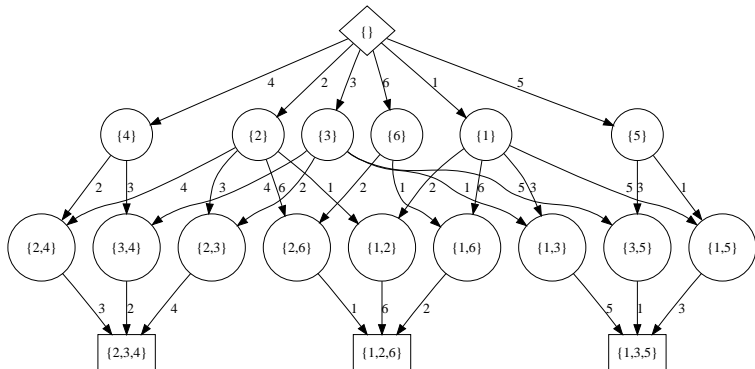 {}
4 2 3 6 1 5
{4} {2} {3} {6} {1} {5}
2 3 4 3 6 1 4 2 2 1 2 6 3 5 1 5 3 1
{2,4} {3,4} {2,3} {2,6} {1,2} {1,6} {1,3} {3,5} {1,5}
3 2 4 1 6 2 5 1 3
{2,3,4} {1,2,6} {1,3,5}